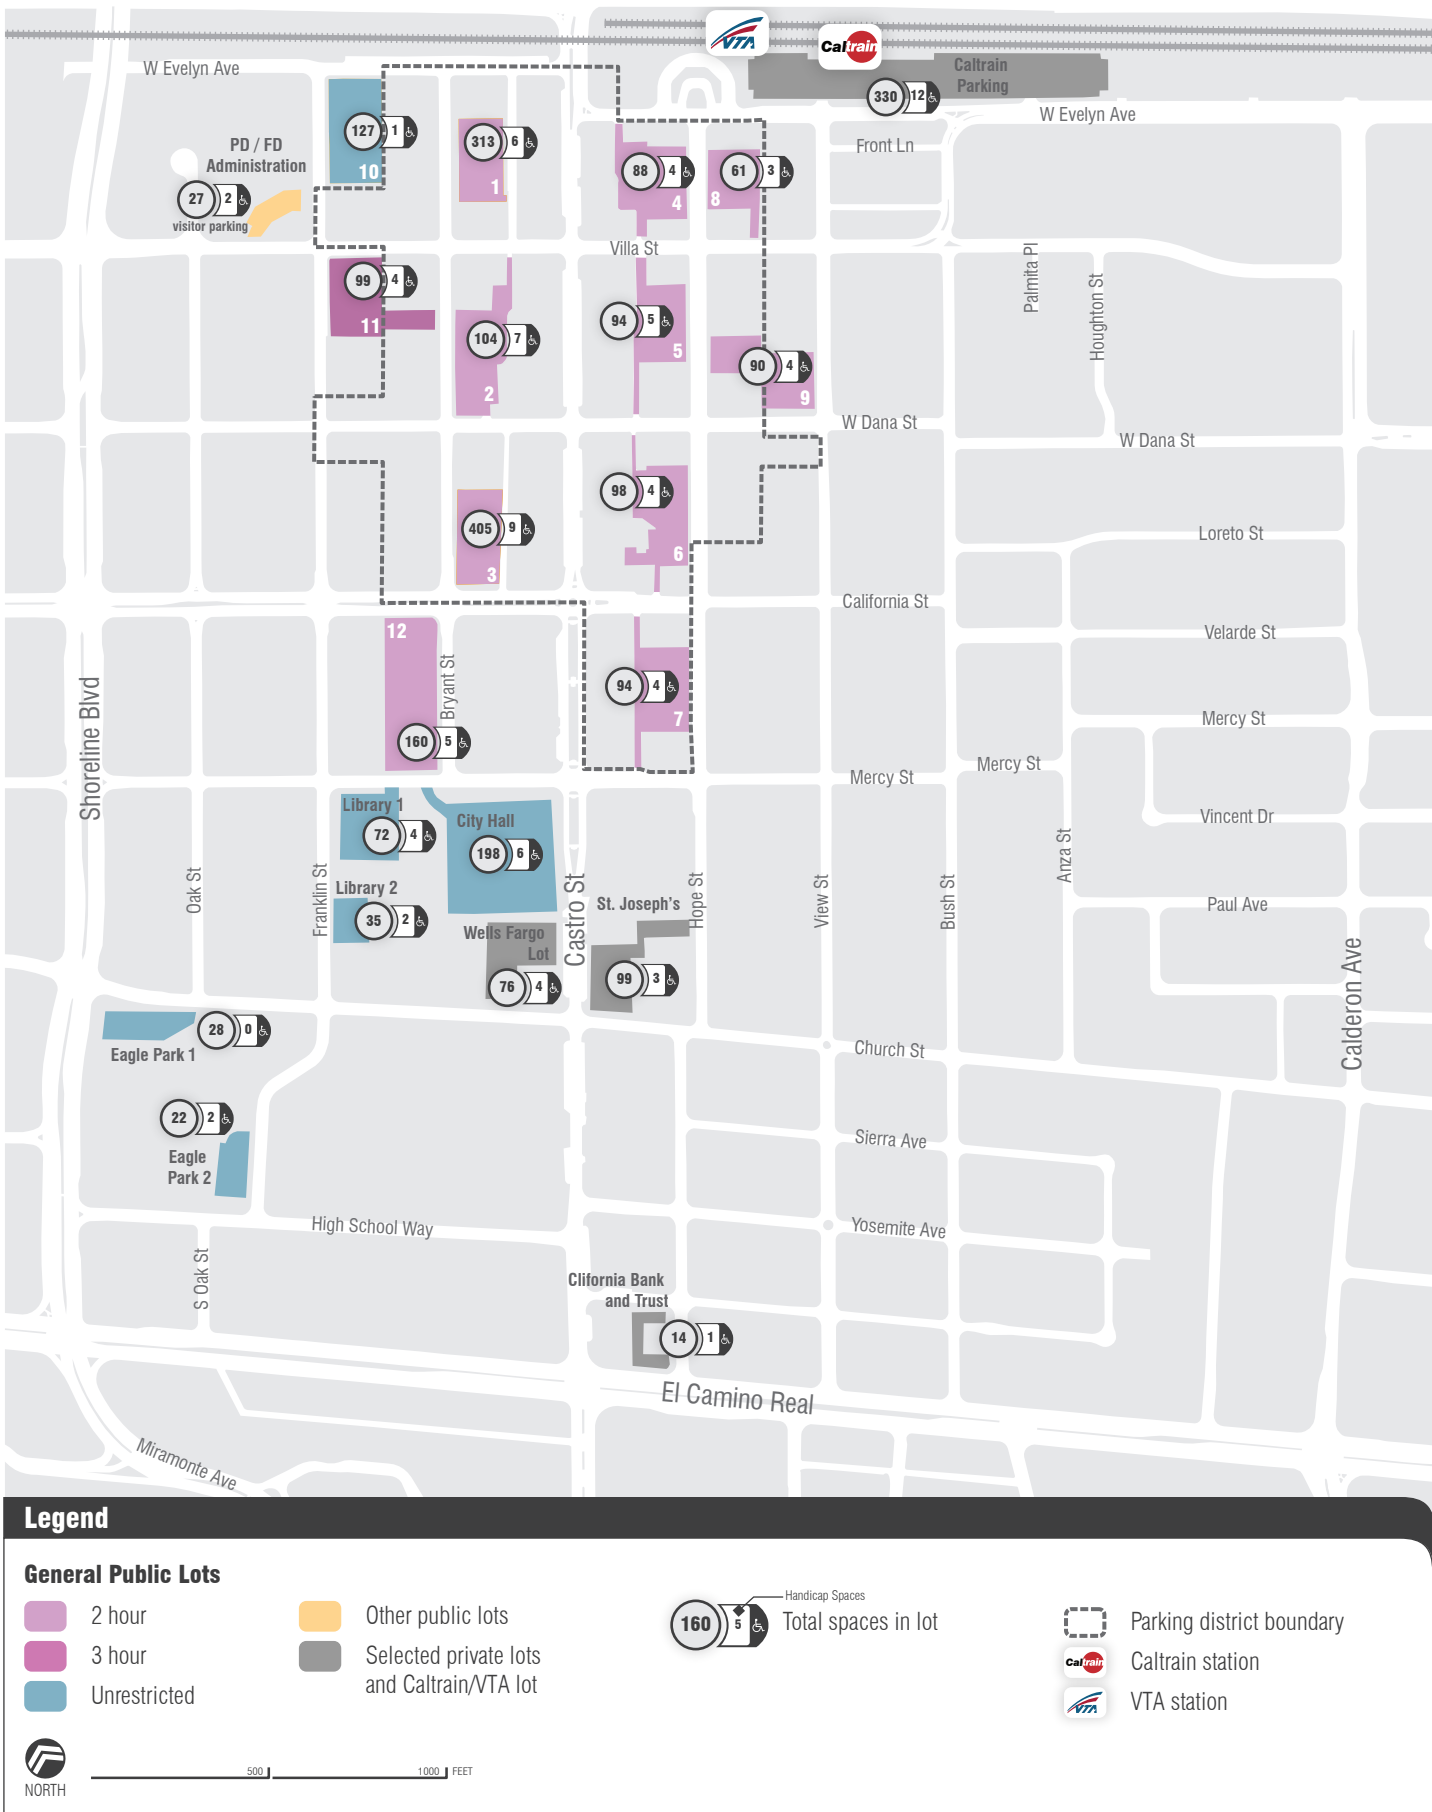 VTA
Caltrain
W Evelyn Ave
Caltrain
Parking
330 12
W Evelyn Ave
PD / FD
Administration
27 2
visitor parking
127 1
10
313 6
1
88 4
4
61 3
8
Front Ln
Villa St
99 4
11
104 7
2
94 5
5
90 4
9
Palmita Pl
Houghton St
W Dana St
W Dana St
98 4
6
405 9
3
Loreto St
California St
Velarde St
12
Bryant St
160 5
94 4
7
Shoreline Blvd
Mercy St
Mercy St
Mercy St
Vincent Dr
Library 1
72 4
City Hall
198 6
Library 2
35 2
Oak St
Franklin St
Castro St
Hope St
View St
Bush St
Anza St
Paul Ave
Calderon Ave
St. Joseph's
99 3
Wells Fargo
Lot
76 4
28 0
Eagle Park 1
22 2
Eagle
Park 2
Church St
Sierra Ave
Yosemite Ave
High School Way
S Oak St
Clifornia Bank
and Trust
14 1
El Camino Real
Miramonte Ave
Legend
General Public Lots
2 hour
3 hour
Unrestricted
Other public lots
Selected private lots
and Caltrain/VTA lot
Handicap Spaces
160 5
Total spaces in lot
Parking district boundary
Caltrain
Caltrain station
VTA
VTA station
NORTH
500 1000 FEET